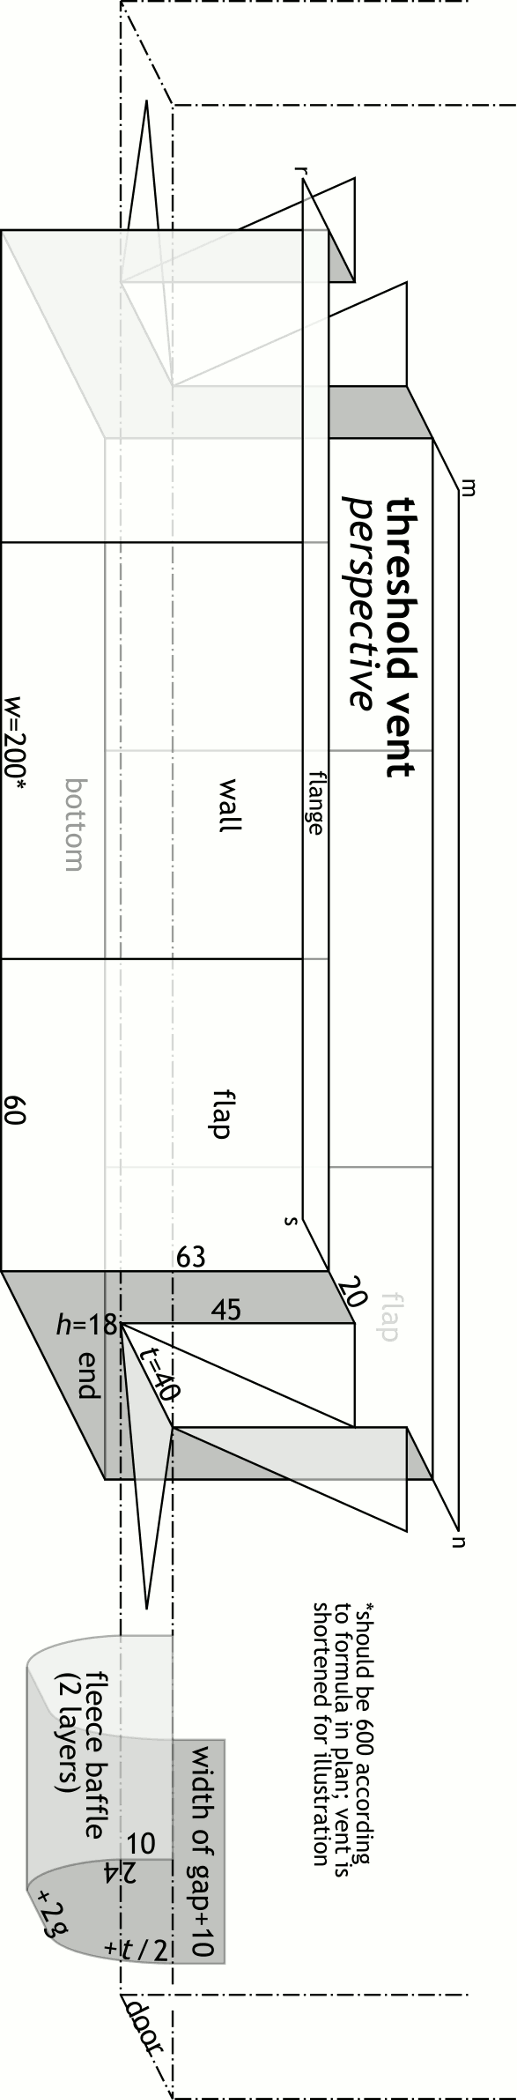 threshold vent
perspective
m
r
flange
wall
w=200*
bottom
flap
60
s
63
20
45
flap
h=18
t=40
end
n
*should be 600 according
to formula in plan; vent is
shortened for illustration
width of gap+10
fleece baffle
(2 layers)
10
24
+t/2
+2g
door